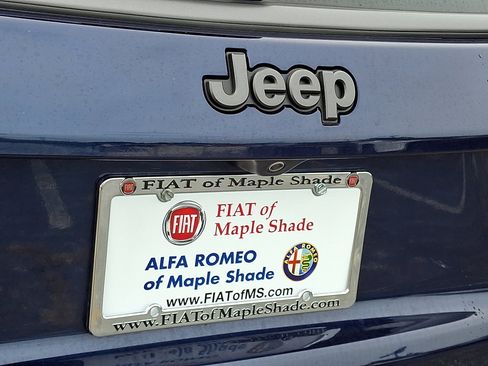 Jeep
FIAT of Maple Shade
FIAT
FIAT of
Maple Shade
ALFA ROMEO
of Maple Shade
www.FIATofMS.com
www.FIATofMapleShade.com